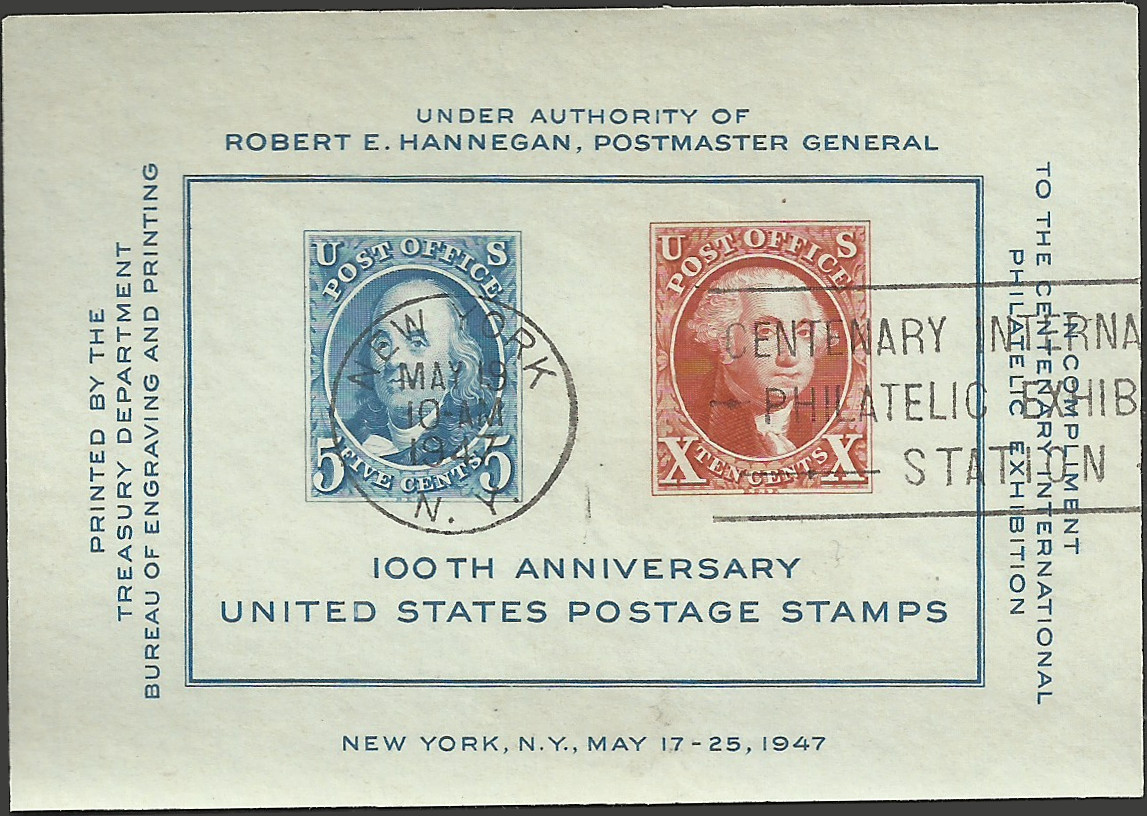 UNDER AUTHORITY OF
ROBERT E. HANNEGAN, POSTMASTER GENERAL
PRINTED BY THE
TREASURY DEPARTMENT
BUREAU OF ENGRAVING AND PRINTING
U S
POST OFFICE
5 FIVE CENTS 5
NEW YORK
MAY 19
10-AM
1947
N. Y.
U S
POST OFFICE
X TEN CENTS X
CENTENARY INTERNA
PHILATELIC EXHIB
STATION
IN COMPLIMENT
TO THE CENTENARY INTERNATIONAL
PHILATELIC EXHIBITION
100TH ANNIVERSARY
UNITED STATES POSTAGE STAMPS
NEW YORK, N.Y., MAY 17-25, 1947